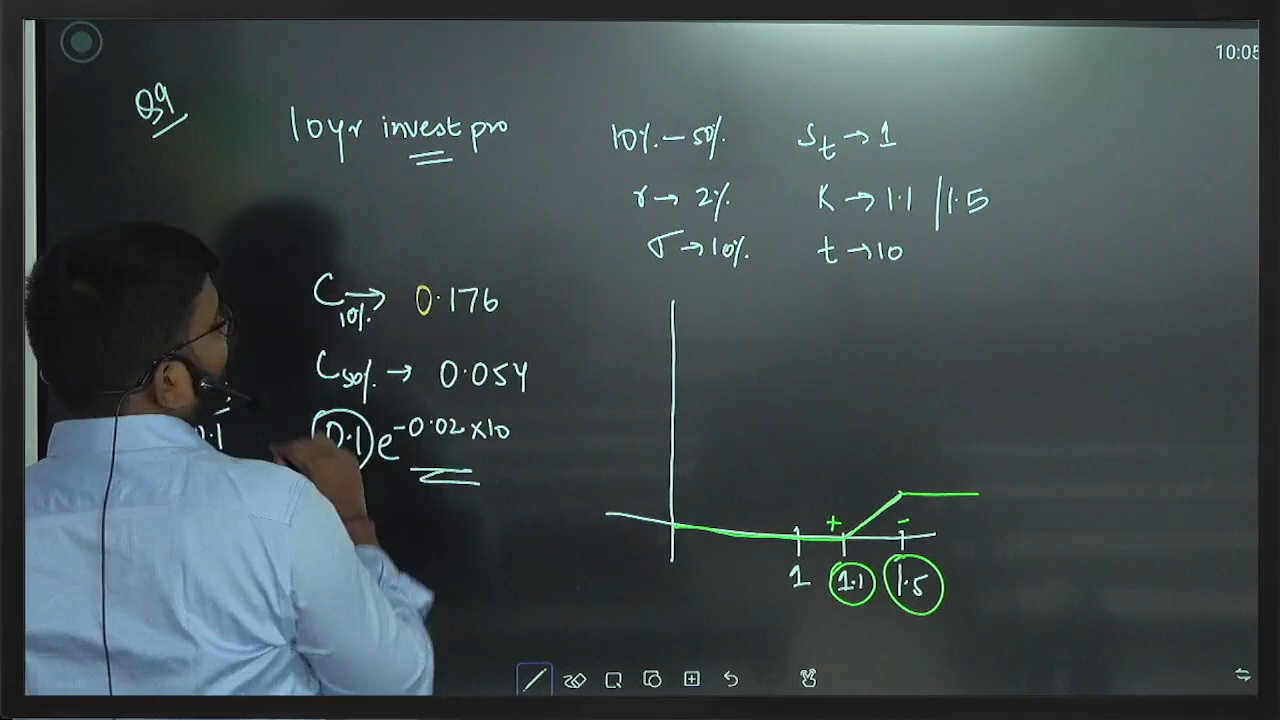 10:05
Q9
10yr invest pro
10% - 50%
St → 1
r → 2%
K → 1.1 / 1.5
σ → 10%
t → 10
C10% → 0.176
C50% → 0.054
0.1 e^-0.02×10
+ -
1 1.1 1.5